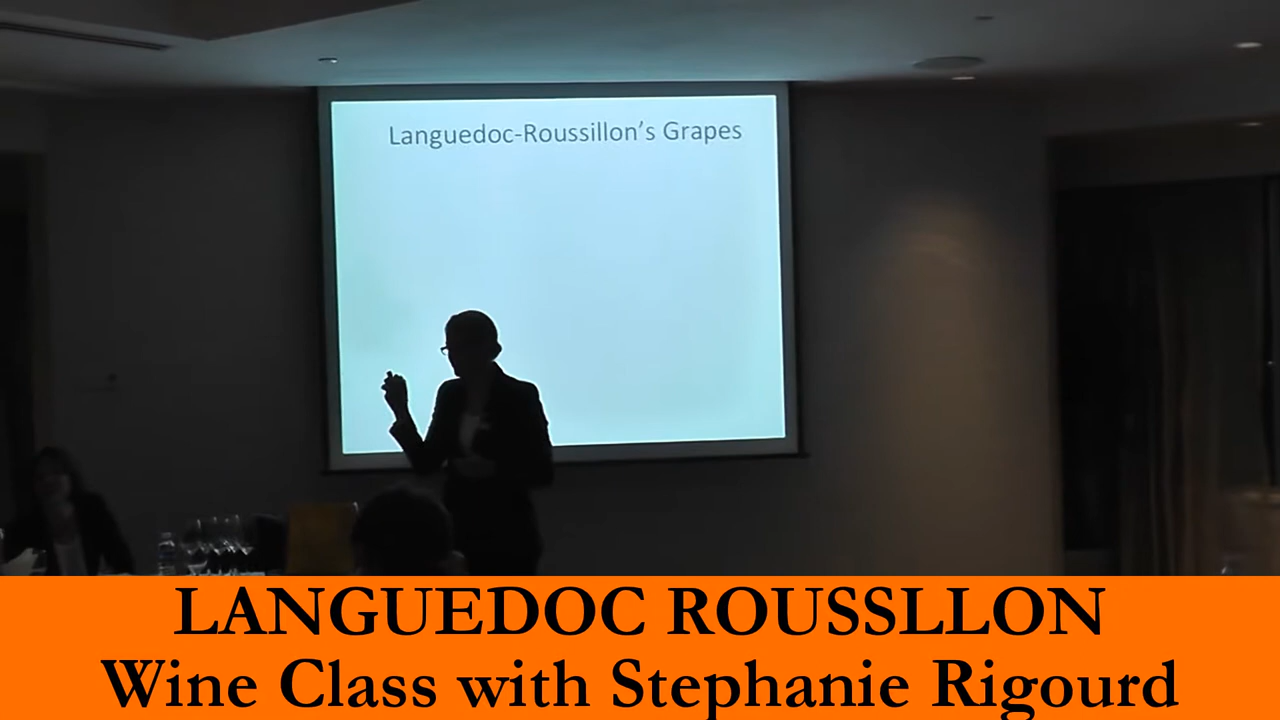 Languedoc-Roussillon's Grapes
LANGUEDOC ROUSSLLON
Wine Class with Stephanie Rigourd